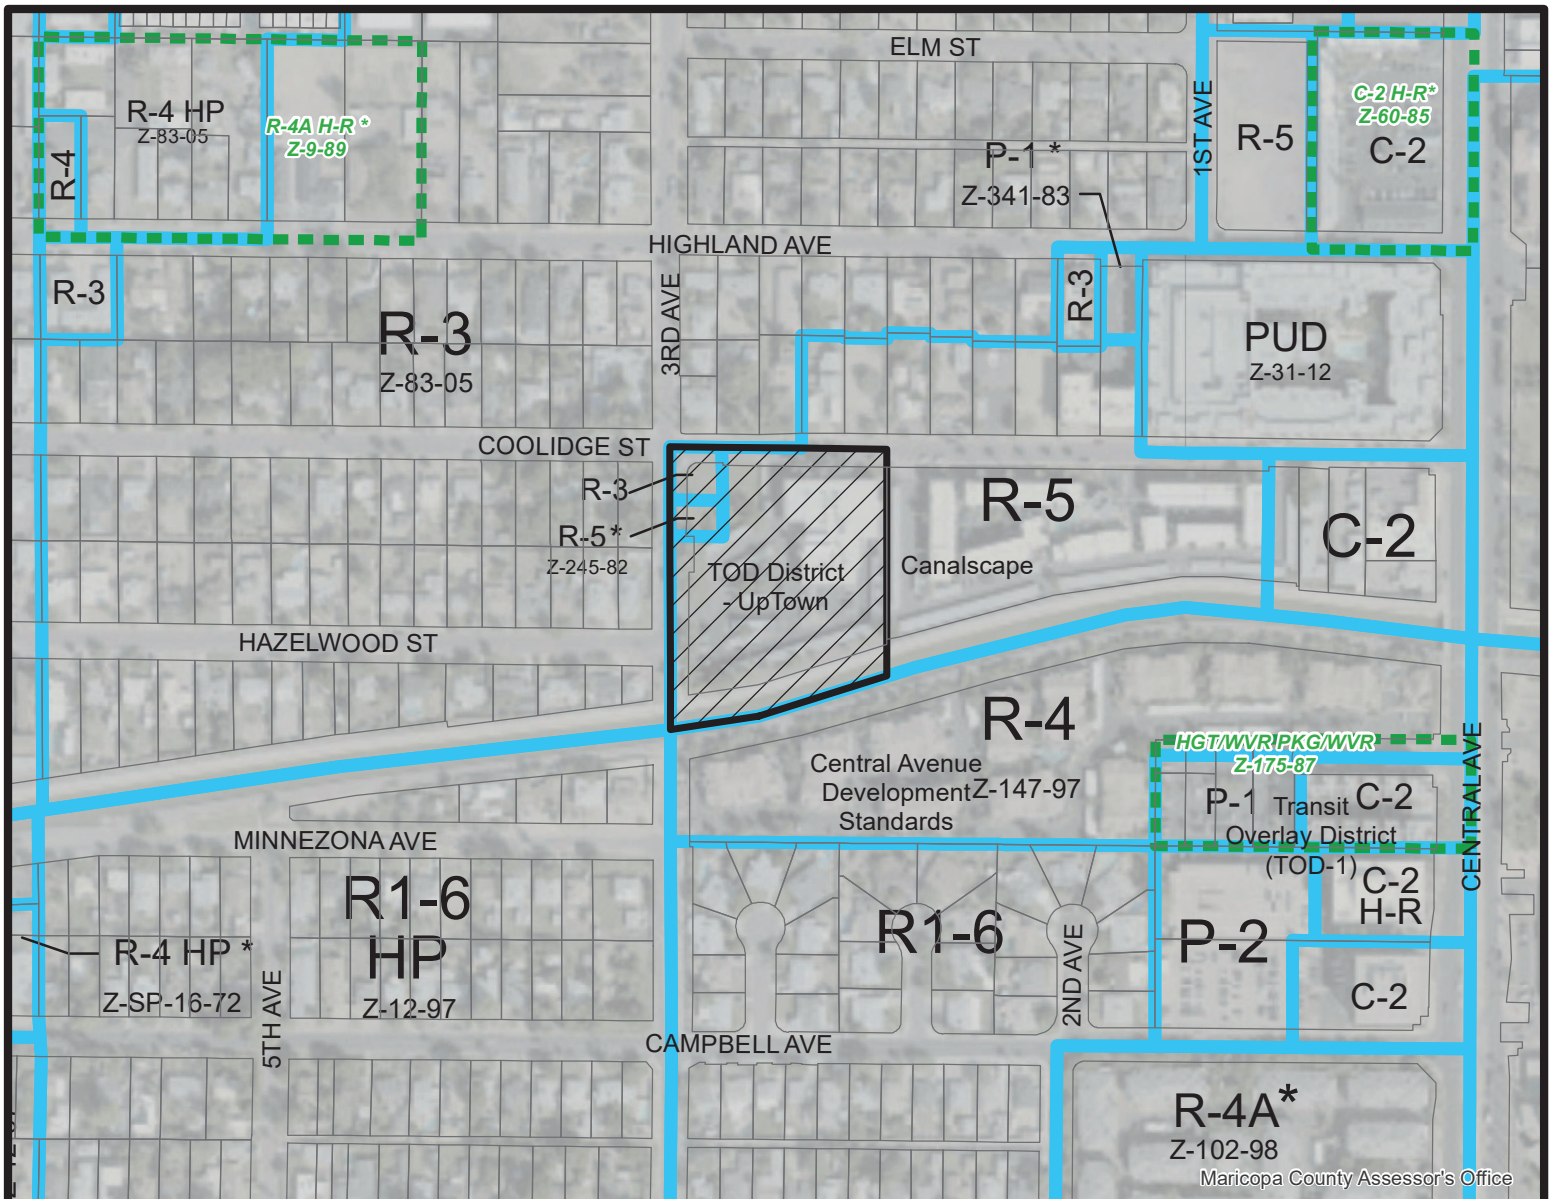 ELM ST
R-4 HP
Z-83-05
R-4A H-R *
Z-9-89
R-4
1ST AVE
R-5
C-2 H-R*
Z-60-85
C-2
P-1 *
Z-341-83
HIGHLAND AVE
R-3
R-3
Z-83-05
3RD AVE
R-3
PUD
Z-31-12
COOLIDGE ST
R-3
R-5*
Z-245-82
TOD District
- UpTown
R-5
Canalscape
C-2
HAZELWOOD ST
R-4
Central Avenue
Development
Standards
Z-147-97
HGT/WVR PKG/WVR
Z-175-87
P-1
C-2
Transit
Overlay District
(TOD-1)
CENTRAL AVE
MINNEZONA AVE
R1-6
HP
Z-12-97
R-4 HP *
Z-SP-16-72
5TH AVE
R1-6
2ND AVE
P-2
C-2
H-R
C-2
CAMPBELL AVE
R-4A*
Z-102-98
Maricopa County Assessor's Office